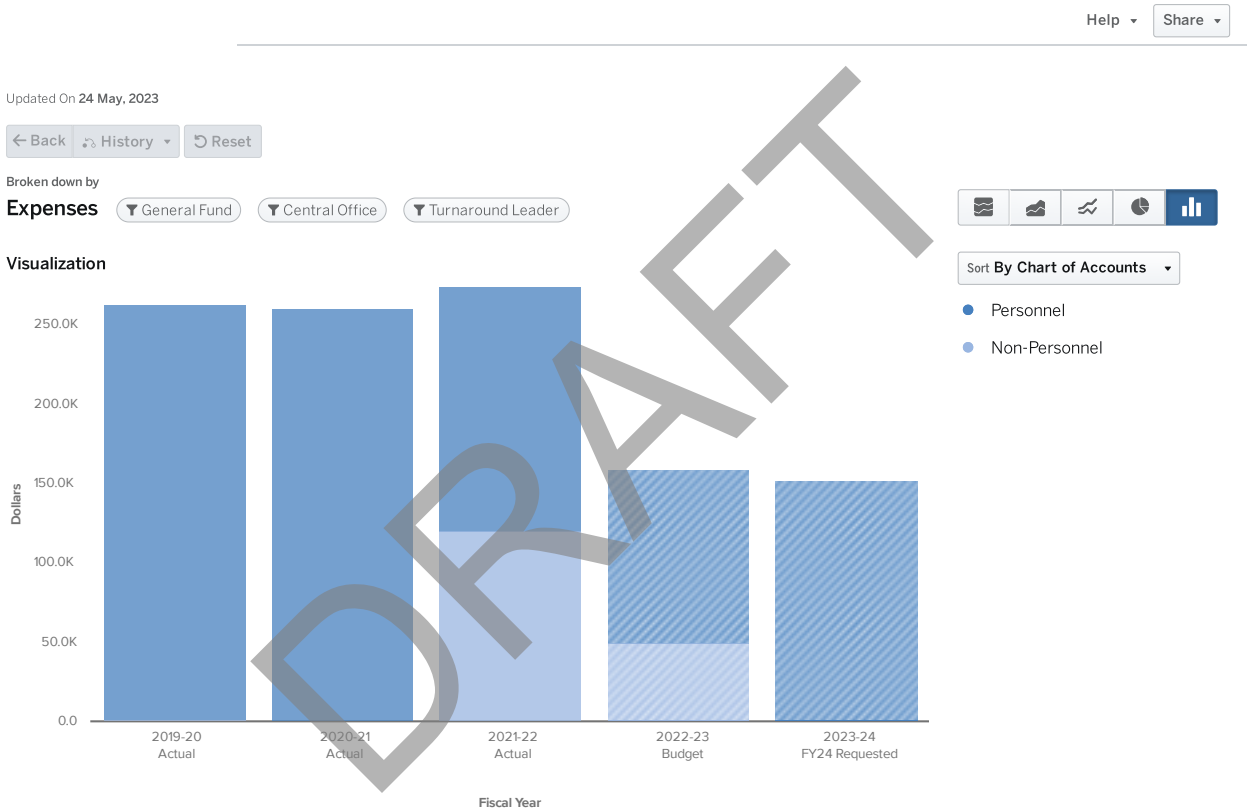 Help
Share
Updated On 24 May, 2023
Back
History
Reset
Broken down by
Expenses
General Fund
Central Office
Turnaround Leader
Visualization
Sort By Chart of Accounts
Personnel
Non-Personnel
250.0K
200.0K
150.0K
100.0K
50.0K
0.0
Dollars
2019-20
Actual
2020-21
Actual
2021-22
Actual
2022-23
Budget
2023-24
FY24 Requested
Fiscal Year
DRAFT